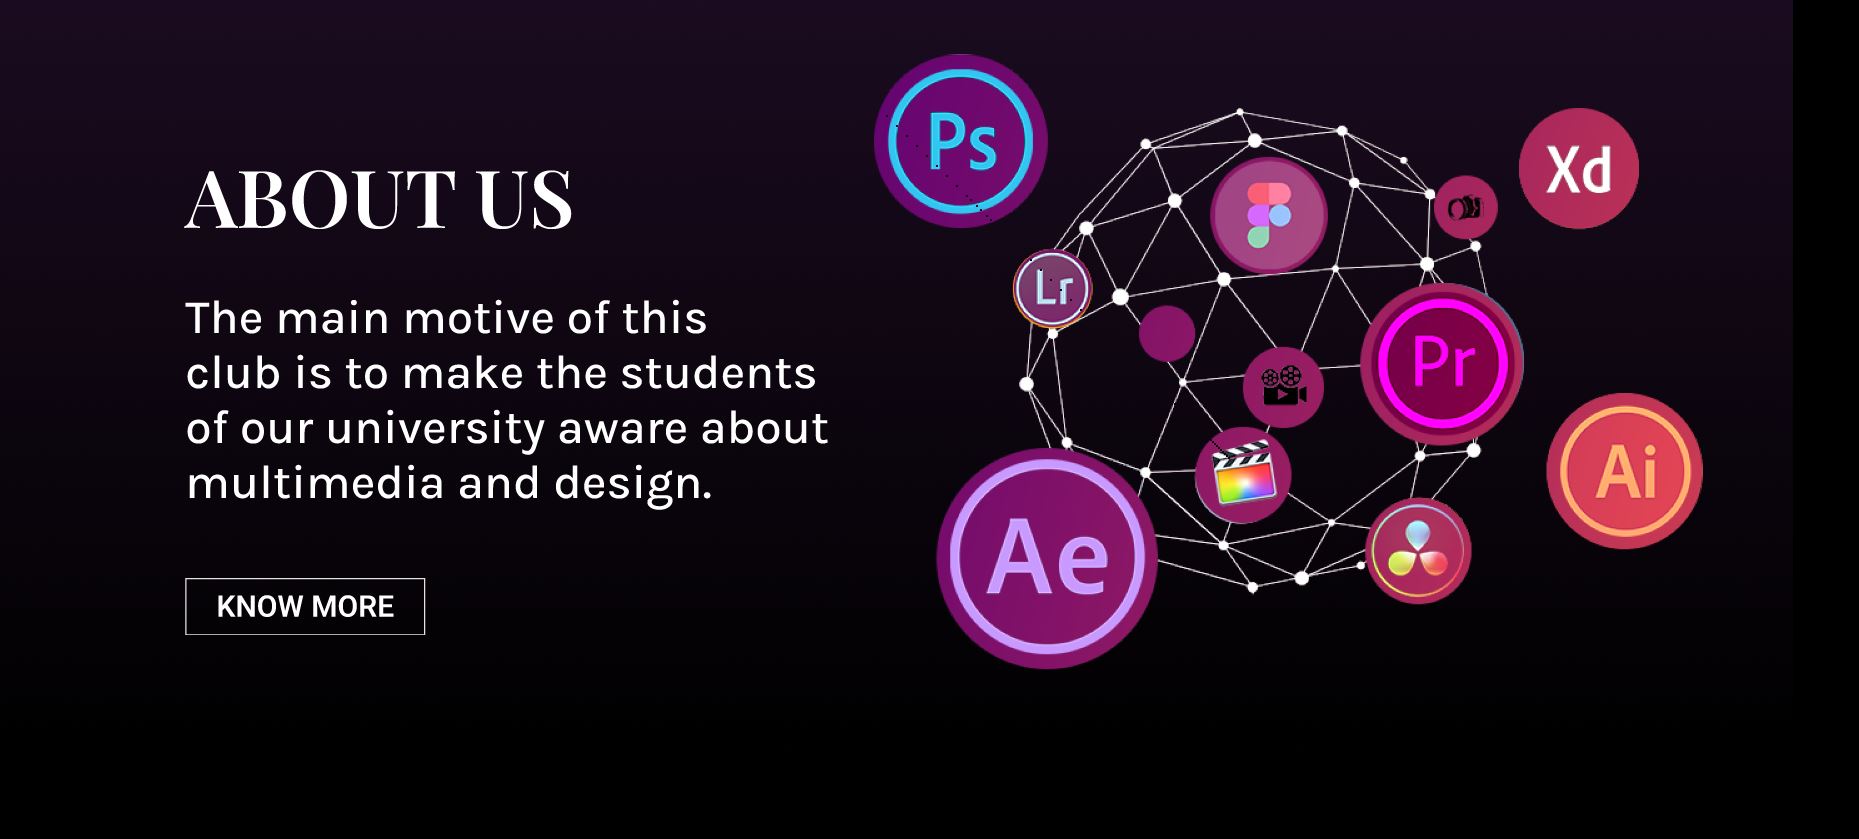 ABOUT US
The main motive of this
club is to make the students
of our university aware about
multimedia and design.
KNOW MORE
Ps
Xd
Lr
Pr
Ai
Ae